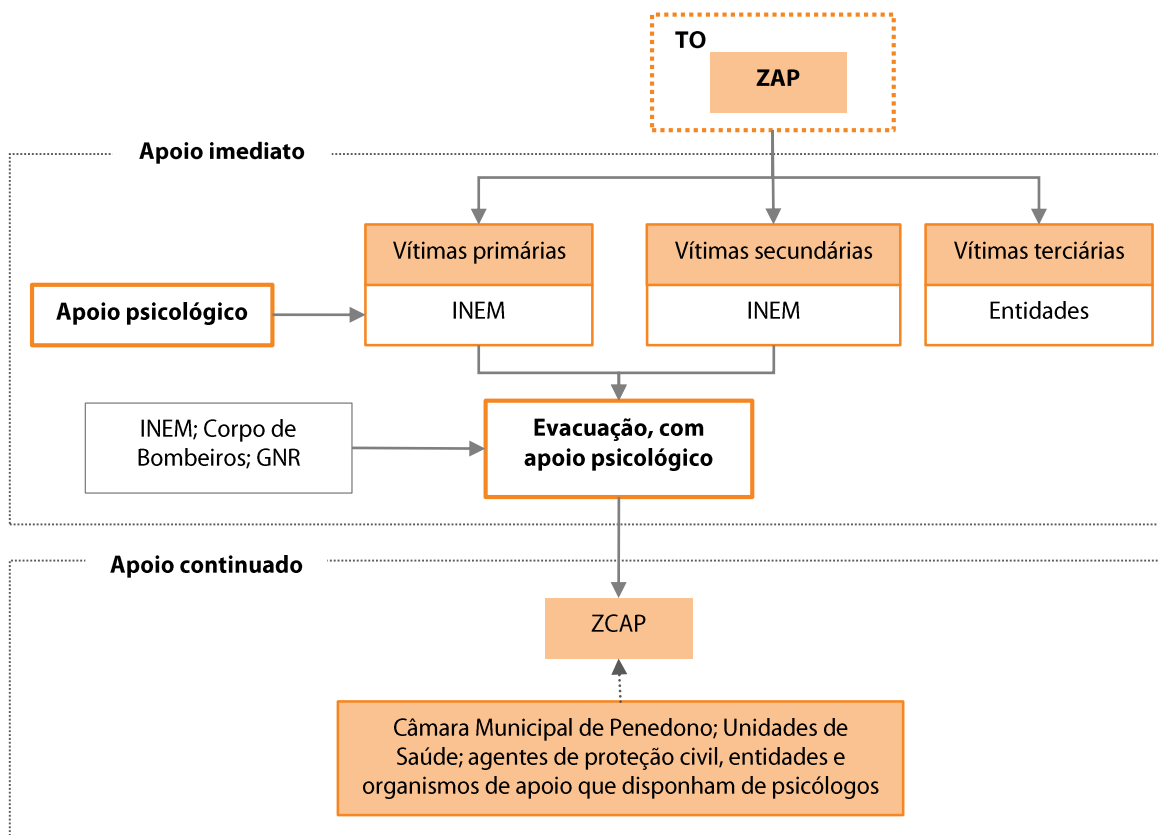 TO
ZAP
Apoio imediato
Vítimas primárias
Vítimas secundárias
Vítimas terciárias
Apoio psicológico
INEM
INEM
Entidades
INEM; Corpo de
Bombeiros; GNR
Evacuação, com
apoio psicológico
Apoio continuado
ZCAP
Câmara Municipal de Penedono; Unidades de
Saúde; agentes de proteção civil, entidades e
organismos de apoio que disponham de psicólogos